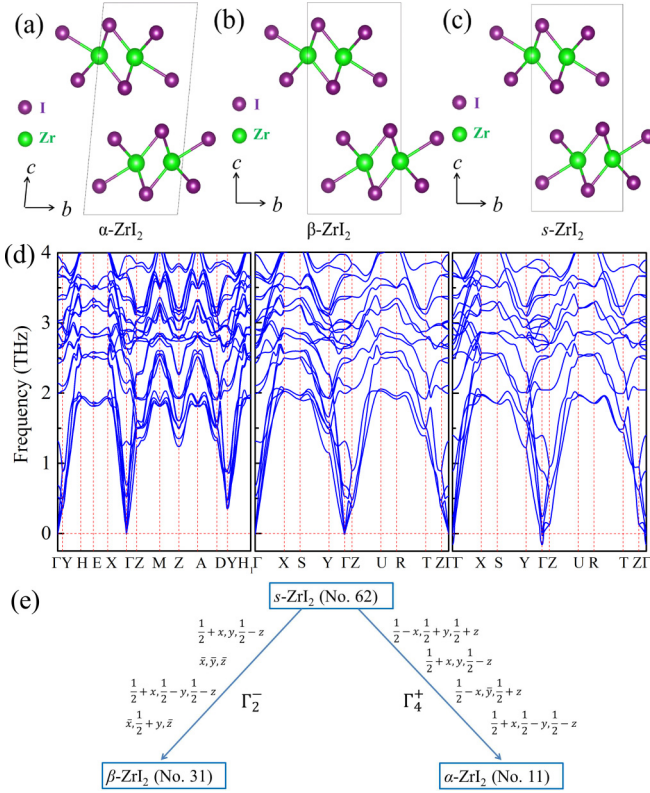 (a)
I
Zr
c
b
α-ZrI₂
(b)
I
Zr
c
b
β-ZrI₂
(c)
I
Zr
c
b
s-ZrI₂
(d)
Frequency (THz)
4
3
2
1
0
ΓY H E X ΓZ M Z A DYH₁
Γ X S Y ΓZ U R T ZΓ
Γ X S Y ΓZ U R T ZΓ
(e)
s-ZrI₂ (No. 62)
1/2+x, y, 1/2−z
x̄, ȳ, z̄
1/2+x, 1/2−y, 1/2−z
x̄, 1/2+y, z̄
Γ₂⁻
1/2−x, 1/2+y, 1/2+z
1/2+x, y, 1/2−z
1/2−x, ȳ, 1/2+z
1/2+x, 1/2−y, 1/2−z
Γ₄⁺
β-ZrI₂ (No. 31)
α-ZrI₂ (No. 11)